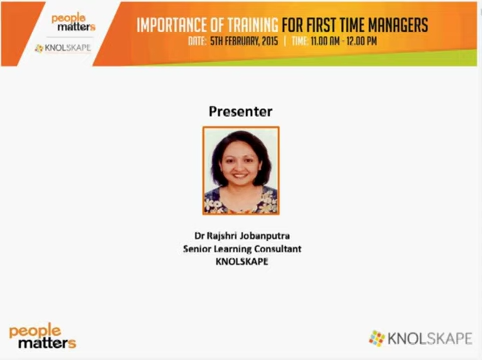 people
matters
KNOLSKAPE
IMPORTANCE OF TRAINING FOR FIRST TIME MANAGERS
DATE: 5TH FEBRUARY, 2015 | TIME: 11.00 AM - 12.00 PM
Presenter
Dr Rajshri Jobanputra
Senior Learning Consultant
KNOLSKAPE
people
matters
KNOLSKAPE